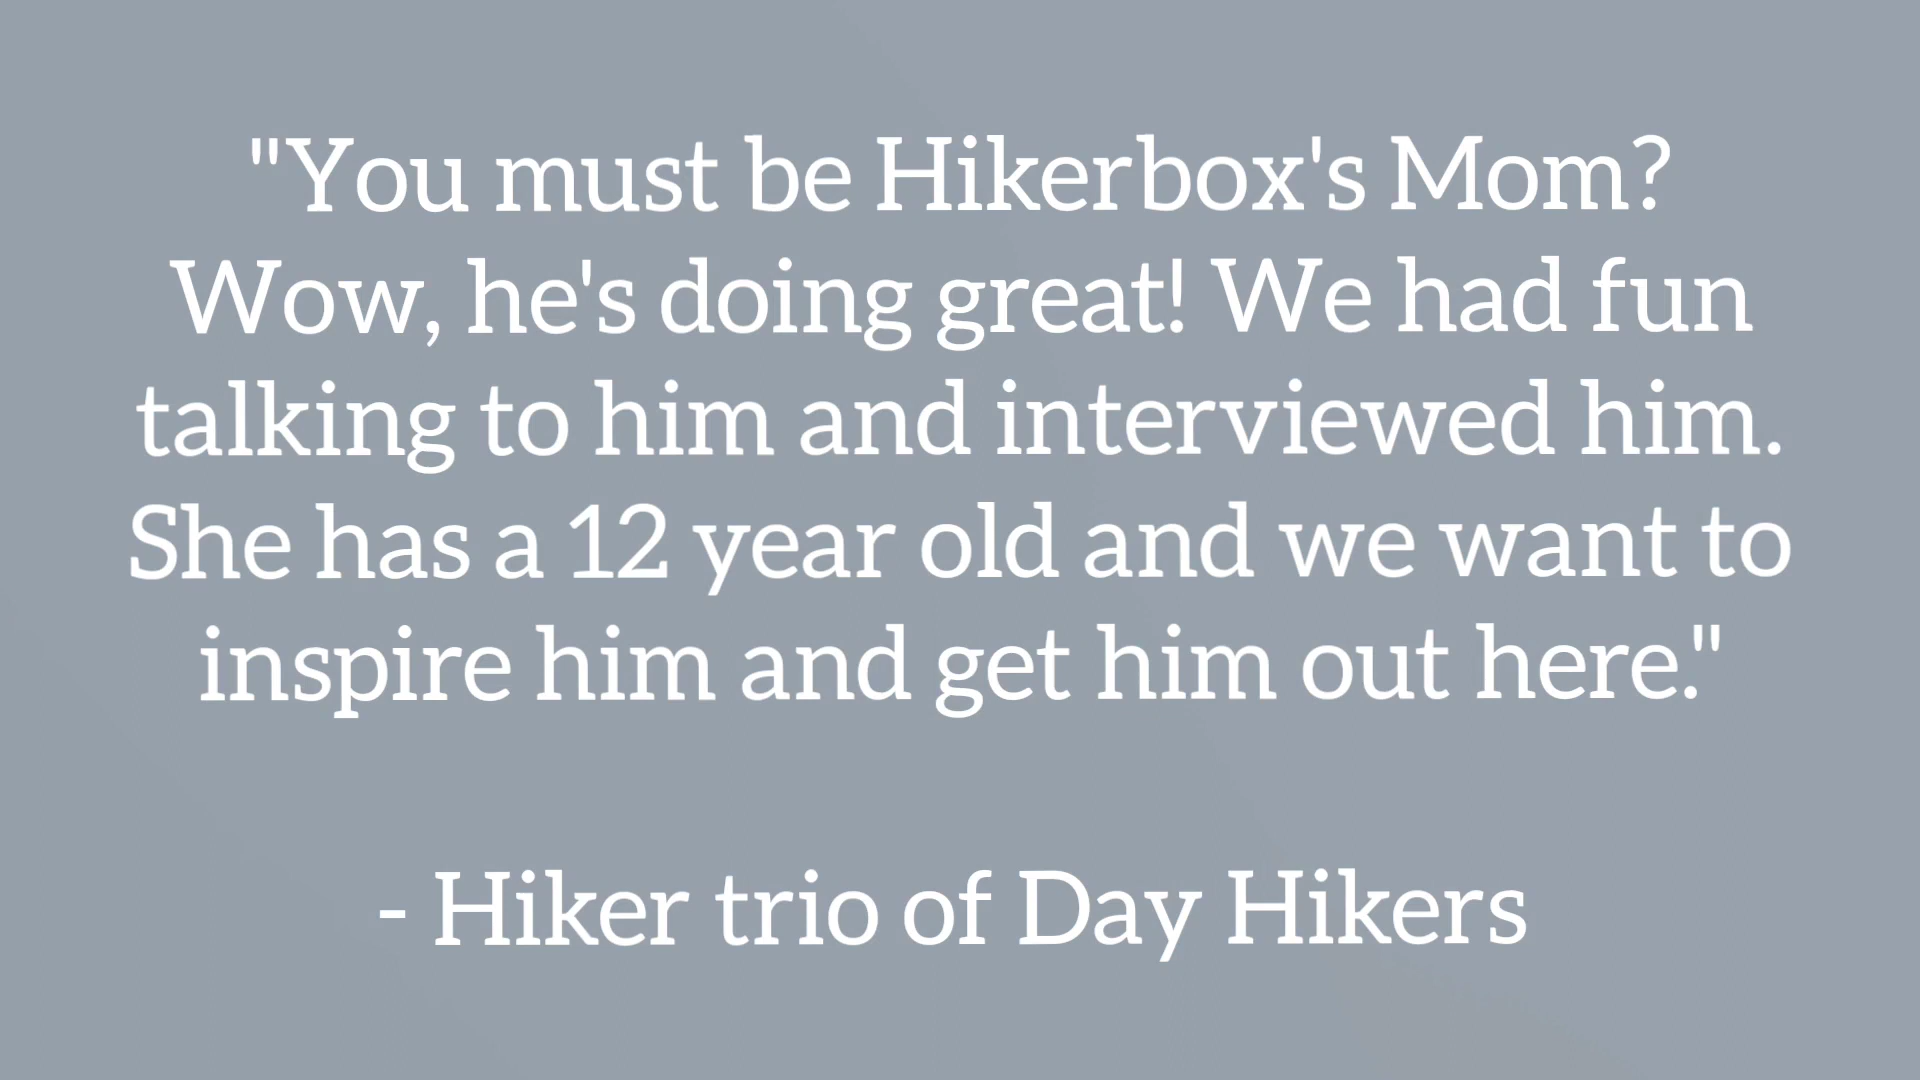 "You must be Hikerbox's Mom?
Wow, he's doing great! We had fun
talking to him and interviewed him.
She has a 12 year old and we want to
inspire him and get him out here."
- Hiker trio of Day Hikers